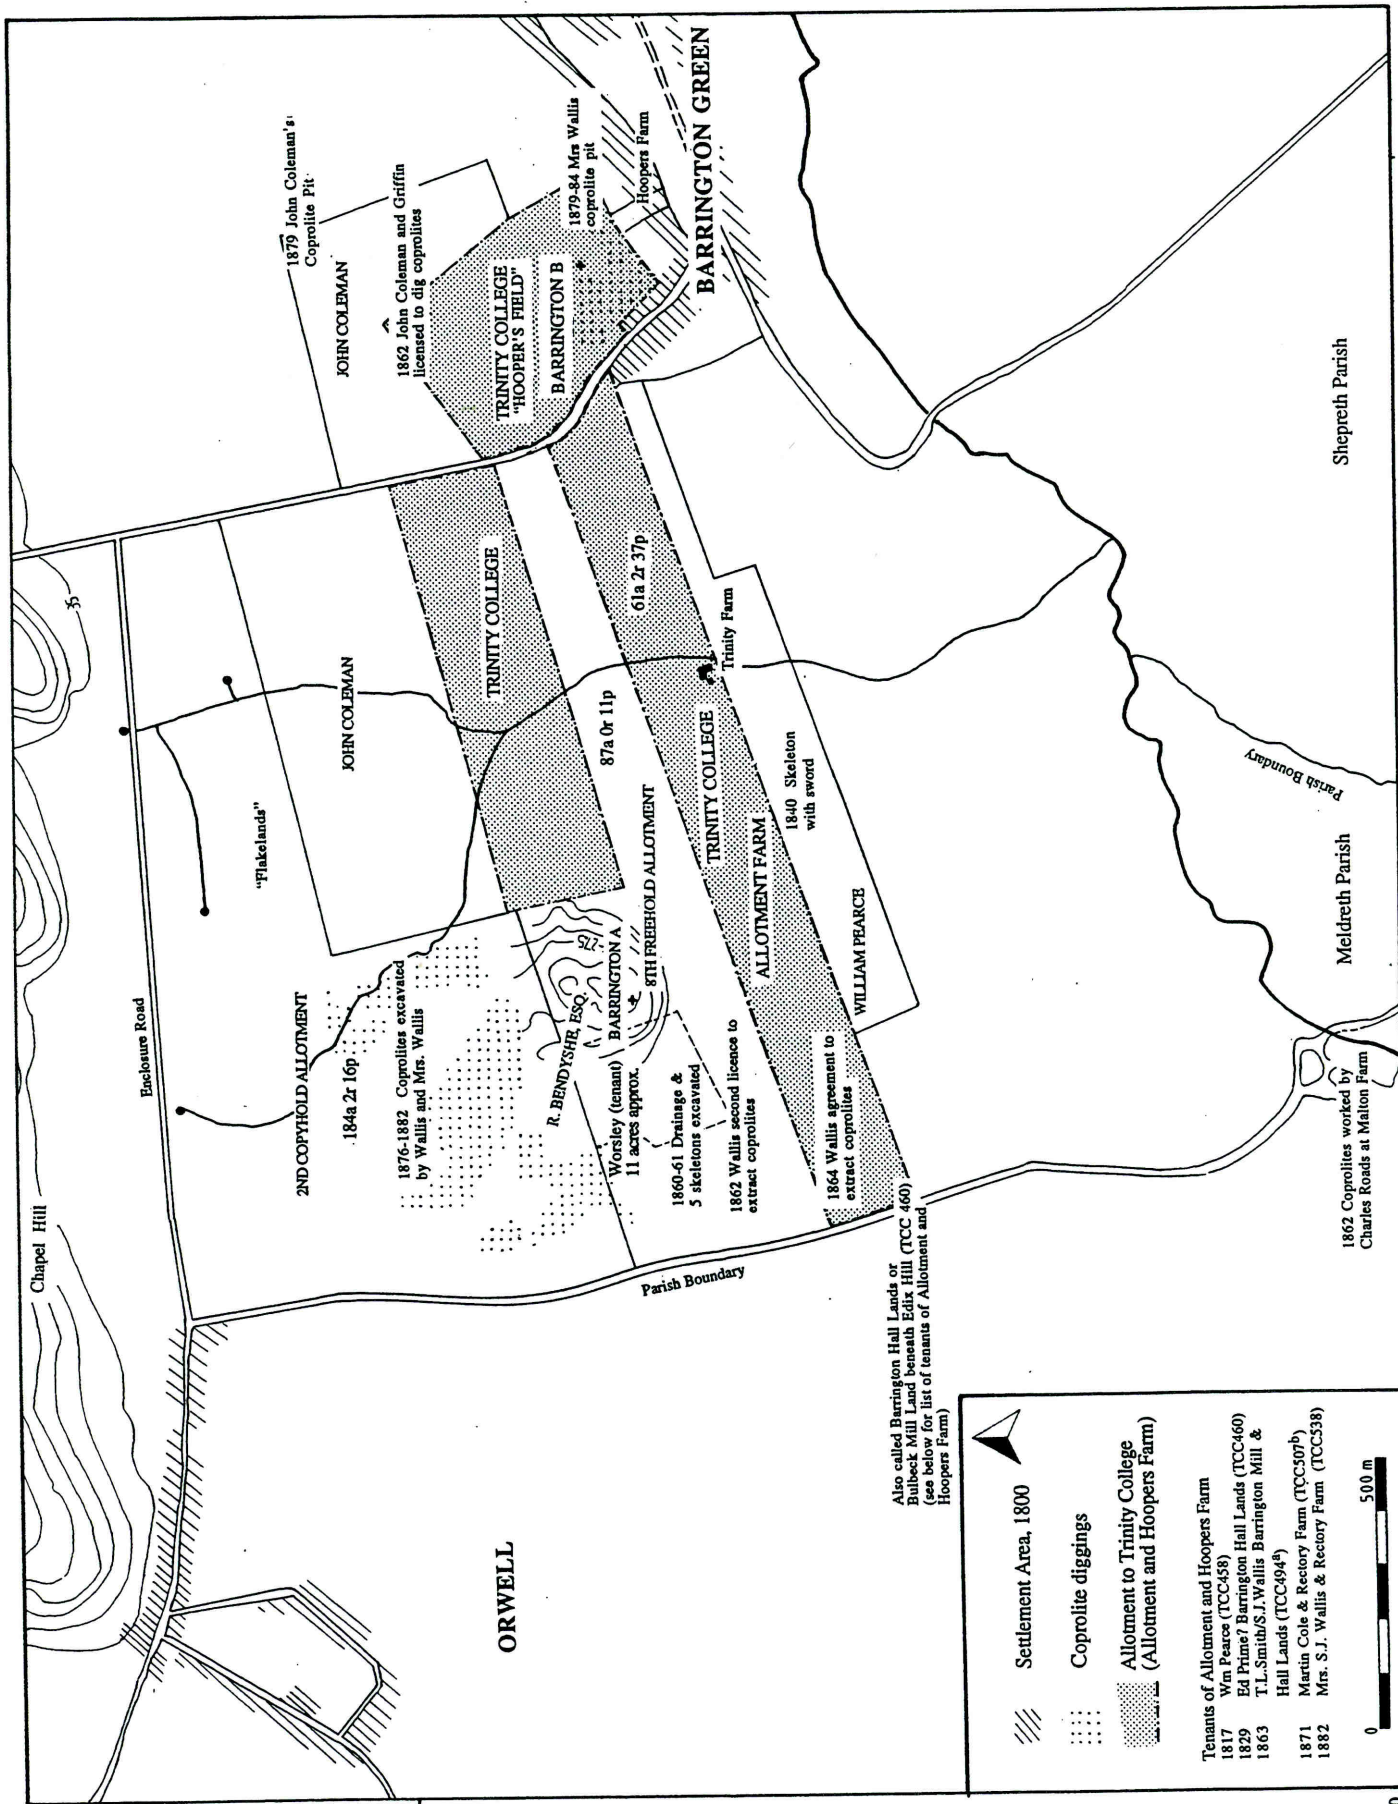 Chapel Hill
35
Enclosure Road
"Flakelands"
2ND COPYHOLD ALLOTMENT
184a 2r 16p
1876-1882 Coprolites excavated
by Wallis and Mrs. Wallis
JOHN COLEMAN
1879 John Coleman's
Coprolite Pit
JOHN COLEMAN
1862 John Coleman and Griffin
licensed to dig coprolites
TRINITY COLLEGE
TRINITY COLLEGE
"HOOPER'S FIELD"
BARRINGTON B
1879-84 Mrs Wallis
coprolite pit
Hoopers Farm
BARRINGTON GREEN
R. BENDYSHE, ESQ.
275
Worsley (tenant)
11 acres approx.
BARRINGTON A
8TH FREEHOLD ALLOTMENT
87a 0r 11p
61a 2r 37p
1860-61 Drainage &
5 skeletons excavated
1862 Wallis second licence to
extract coprolites
TRINITY COLLEGE
ALLOTMENT FARM
Trinity Farm
1840 Skeleton
with sword
1864 Wallis agreement to
extract coprolites
WILLIAM PEARCE
Parish Boundary
ORWELL
Also called Barrington Hall Lands or
Bulbeck Mill Land beneath Edix Hill (TCC 460)
(see below for list of tenants of Allotment and
Hoopers Farm)
Parish Boundary
Meldreth Parish
Shepreth Parish
1862 Coprolites worked by
Charles Roads at Malton Farm
Settlement Area, 1800
Coprolite diggings
Allotment to Trinity College
(Allotment and Hoopers Farm)
Tenants of Allotment and Hoopers Farm
1817 Wm Pearce (TCC458)
1829 Ed Prime? Barrington Hall Lands (TCC460)
1863 T.L.Smith/S.J.Wallis Barrington Mill &
Hall Lands (TCC494a)
1871 Martin Cole & Rectory Farm (TCC507b)
1882 Mrs. S.J. Wallis & Rectory Farm (TCC538)
0 500 m